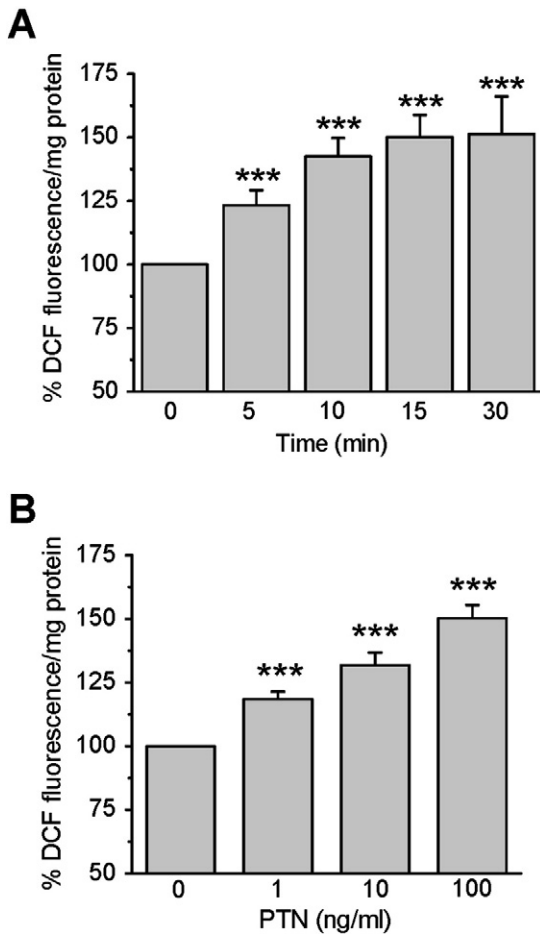 A
% DCF fluorescence/mg protein
175
150
125
100
75
50
***
***
***
***
0 5 10 15 30
Time (min)
B
% DCF fluorescence/mg protein
175
150
125
100
75
50
***
***
***
0 1 10 100
PTN (ng/ml)